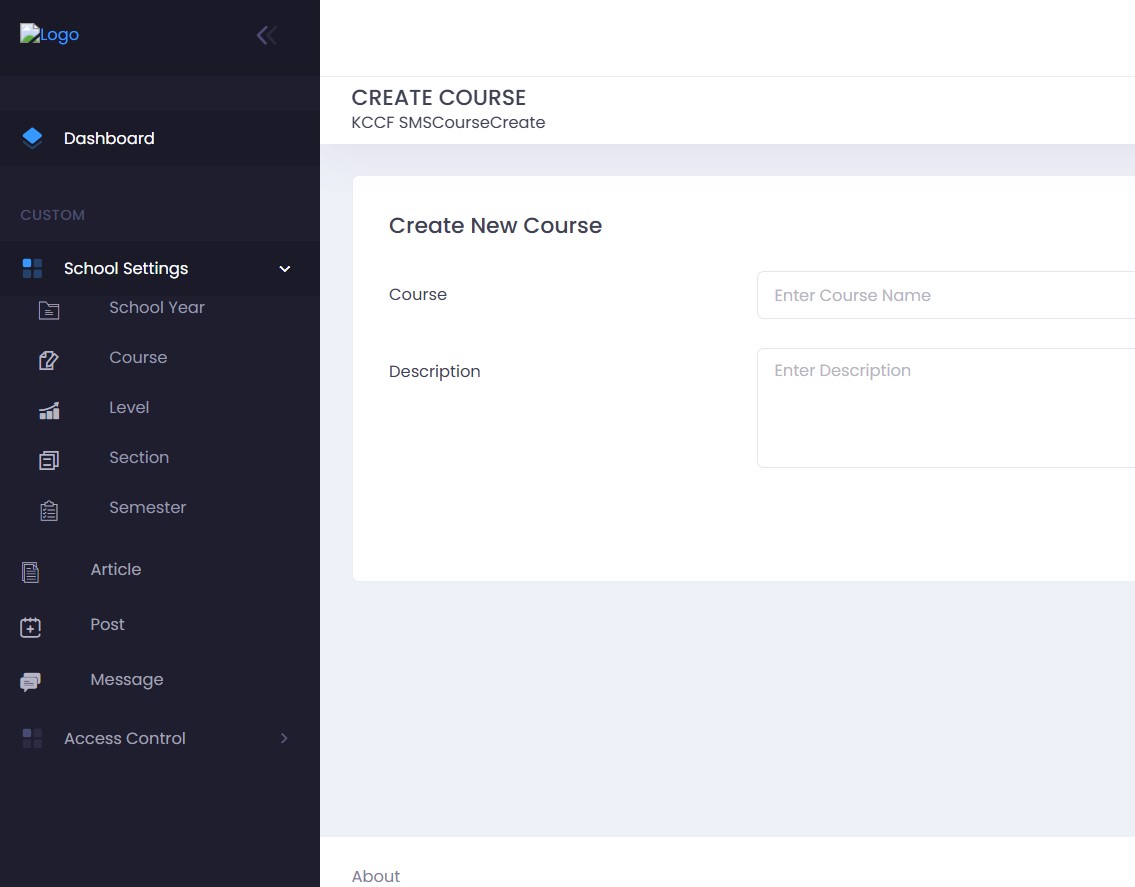 Logo
Dashboard
CUSTOM
School Settings
School Year
Course
Level
Section
Semester
Article
Post
Message
Access Control
CREATE COURSE
KCCF SMSCourseCreate
Create New Course
Course
Enter Course Name
Description
Enter Description
About